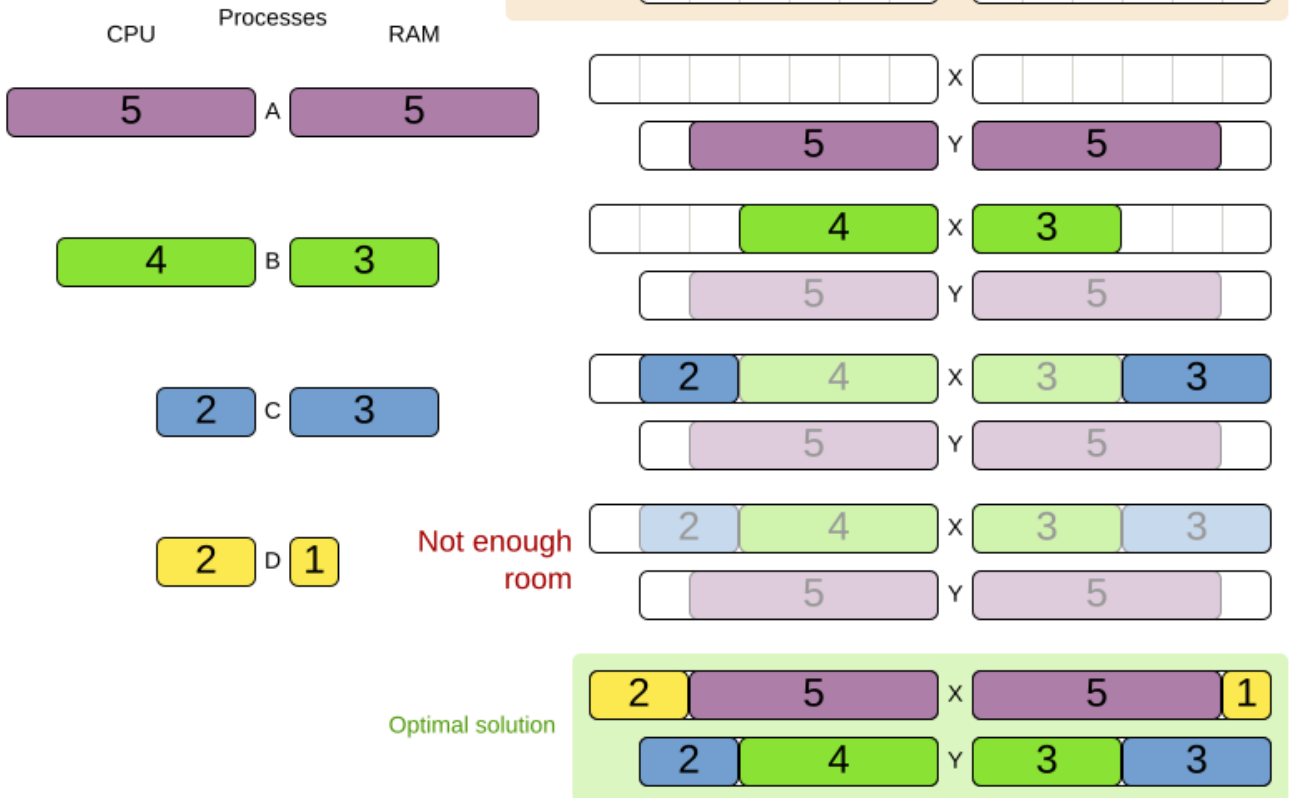 Processes
CPU RAM
X
5 A 5
5 Y 5
4 X 3
4 B 3
5 Y 5
2 4 X 3 3
2 C 3
5 Y 5
2 4 X 3 3
Not enough
room
2 D 1
5 Y 5
2 5 X 5 1
Optimal solution
2 4 Y 3 3